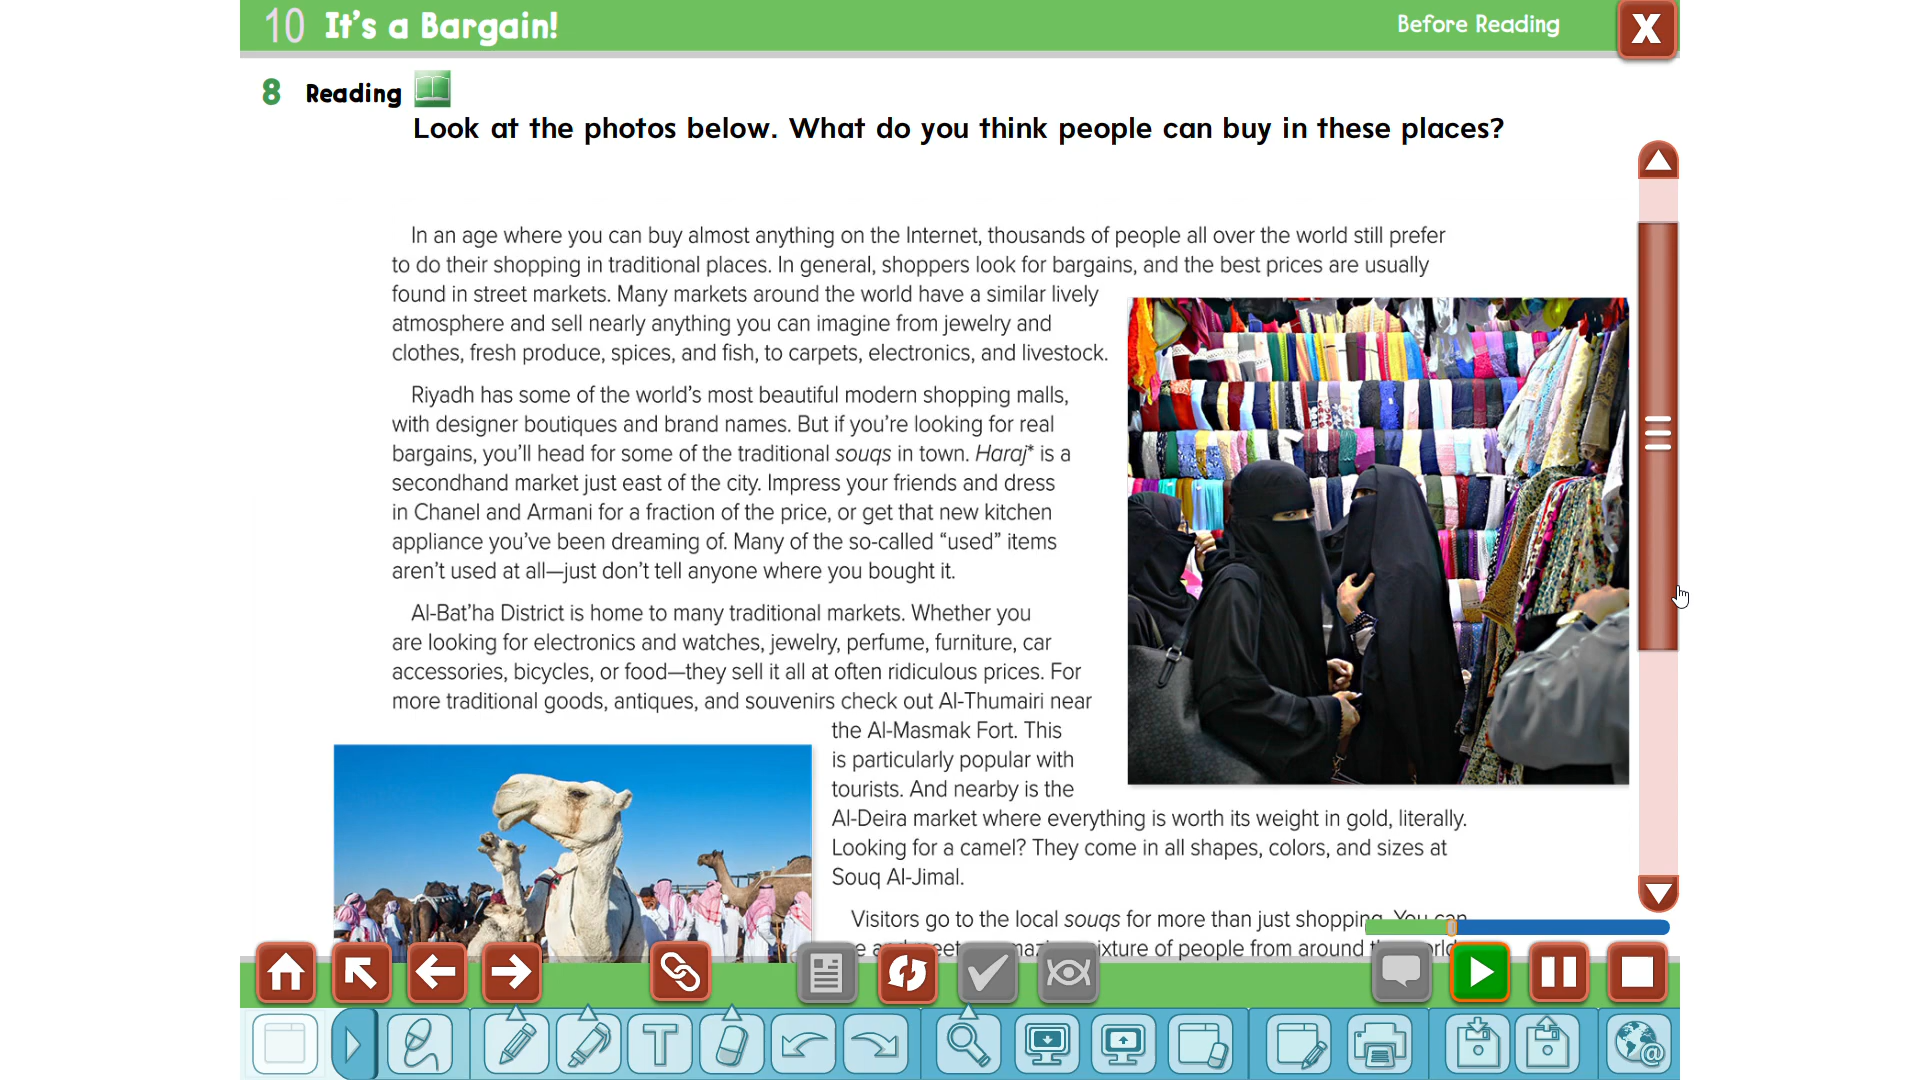 10 It's a Bargain!
Before Reading
X
8 Reading
Look at the photos below. What do you think people can buy in these places?
In an age where you can buy almost anything on the Internet, thousands of people all over the world still prefer
to do their shopping in traditional places. In general, shoppers look for bargains, and the best prices are usually
found in street markets. Many markets around the world have a similar lively
atmosphere and sell nearly anything you can imagine from jewelry and
clothes, fresh produce, spices, and fish, to carpets, electronics, and livestock.
Riyadh has some of the world's most beautiful modern shopping malls,
with designer boutiques and brand names. But if you're looking for real
bargains, you'll head for some of the traditional souqs in town. Haraj* is a
secondhand market just east of the city. Impress your friends and dress
in Chanel and Armani for a fraction of the price, or get that new kitchen
appliance you've been dreaming of. Many of the so-called “used” items
aren't used at all—just don't tell anyone where you bought it.
Al-Bat'ha District is home to many traditional markets. Whether you
are looking for electronics and watches, jewelry, perfume, furniture, car
accessories, bicycles, or food—they sell it all at often ridiculous prices. For
more traditional goods, antiques, and souvenirs check out Al-Thumairi near
the Al-Masmak Fort. This
is particularly popular with
tourists. And nearby is the
Al-Deira market where everything is worth its weight in gold, literally.
Looking for a camel? They come in all shapes, colors, and sizes at
Souq Al-Jimal.
Visitors go to the local souqs for more than just shopping. You can
of people from around
T
@